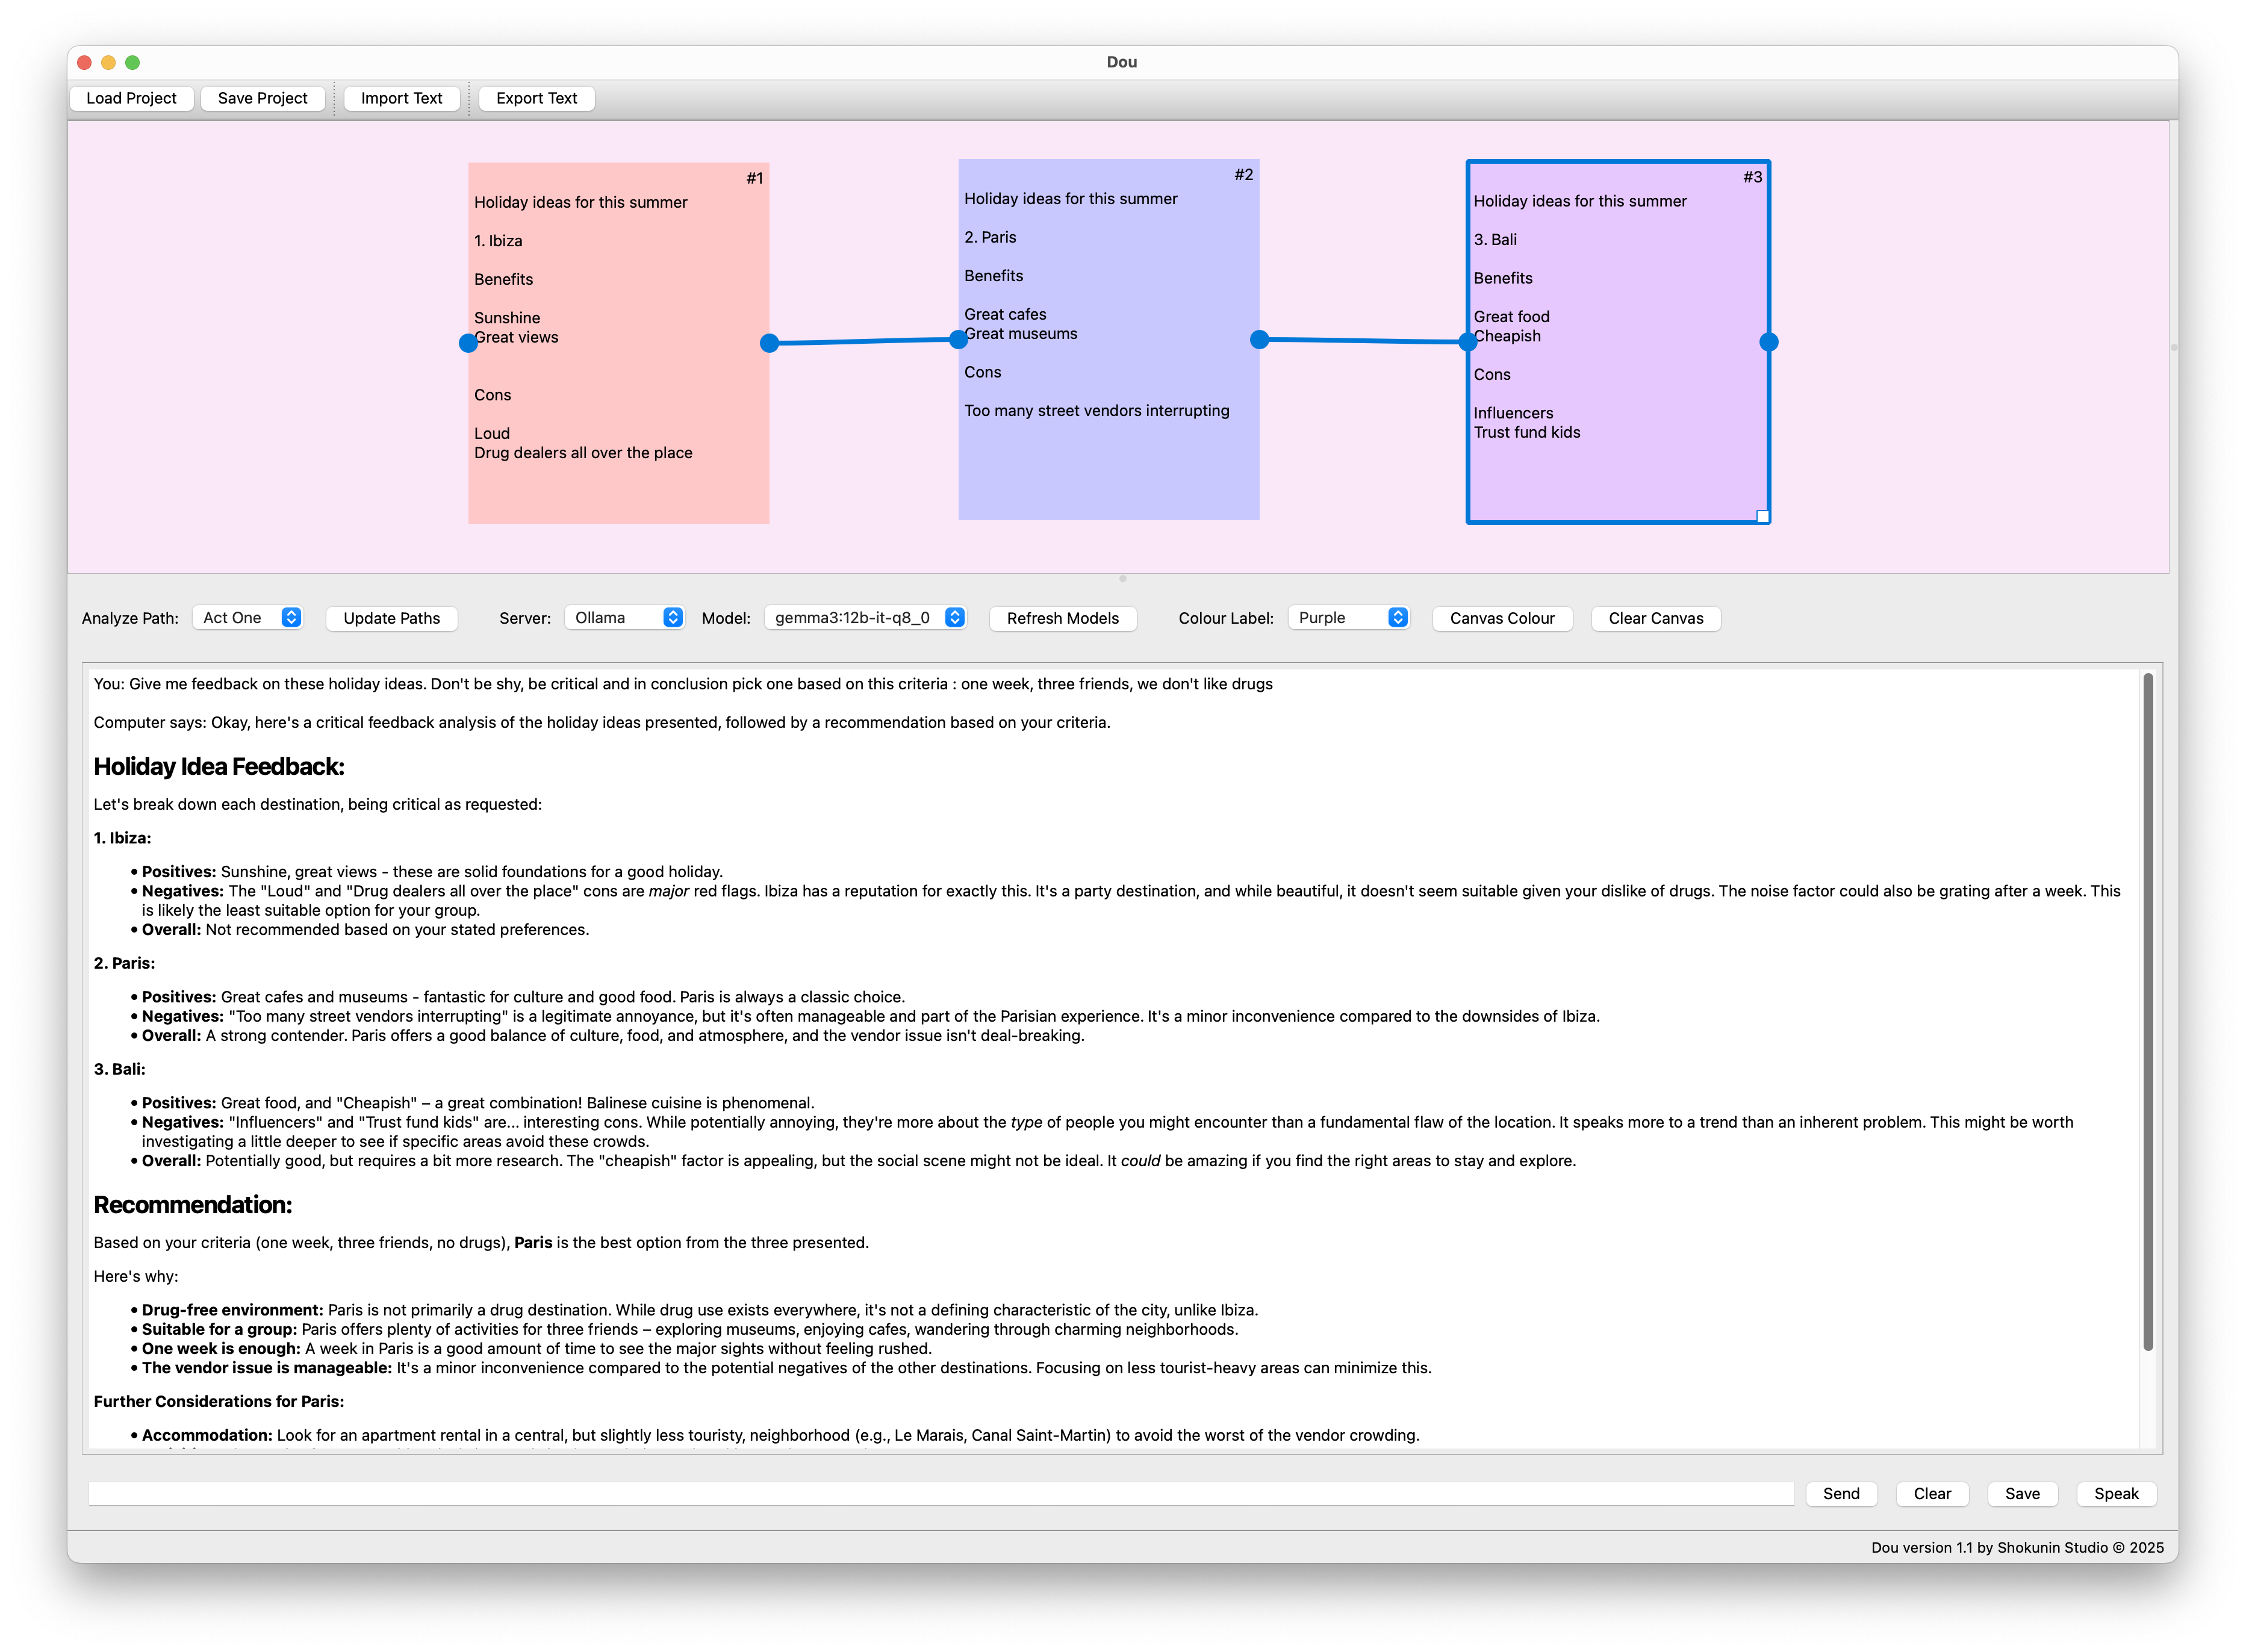 Dou
Load Project
Save Project
Import Text
Export Text
#1
Holiday ideas for this summer
1. Ibiza
Benefits
Sunshine
Great views
Cons
Loud
Drug dealers all over the place
#2
Holiday ideas for this summer
2. Paris
Benefits
Great cafes
Great museums
Cons
Too many street vendors interrupting
#3
Holiday ideas for this summer
3. Bali
Benefits
Great food
Cheapish
Cons
Influencers
Trust fund kids
Analyze Path: Act One Update Paths Server: Ollama Model: gemma3:12b-it-q8_0 Refresh Models Colour Label: Purple Canvas Colour Clear Canvas
You: Give me feedback on these holiday ideas. Don't be shy, be critical and in conclusion pick one based on this criteria : one week, three friends, we don't like drugs
Computer says: Okay, here's a critical feedback analysis of the holiday ideas presented, followed by a recommendation based on your criteria.
Holiday Idea Feedback:
Let's break down each destination, being critical as requested:
1. Ibiza:
• Positives: Sunshine, great views - these are solid foundations for a good holiday.
• Negatives: The "Loud" and "Drug dealers all over the place" cons are major red flags. Ibiza has a reputation for exactly this. It's a party destination, and while beautiful, it doesn't seem suitable given your dislike of drugs. The noise factor could also be grating after a week. This
is likely the least suitable option for your group.
• Overall: Not recommended based on your stated preferences.
2. Paris:
• Positives: Great cafes and museums - fantastic for culture and good food. Paris is always a classic choice.
• Negatives: "Too many street vendors interrupting" is a legitimate annoyance, but it's often manageable and part of the Parisian experience. It's a minor inconvenience compared to the downsides of Ibiza.
• Overall: A strong contender. Paris offers a good balance of culture, food, and atmosphere, and the vendor issue isn't deal-breaking.
3. Bali:
• Positives: Great food, and "Cheapish" – a great combination! Balinese cuisine is phenomenal.
• Negatives: "Influencers" and "Trust fund kids" are... interesting cons. While potentially annoying, they're more about the type of people you might encounter than a fundamental flaw of the location. It speaks more to a trend than an inherent problem. This might be worth
investigating a little deeper to see if specific areas avoid these crowds.
• Overall: Potentially good, but requires a bit more research. The "cheapish" factor is appealing, but the social scene might not be ideal. It could be amazing if you find the right areas to stay and explore.
Recommendation:
Based on your criteria (one week, three friends, no drugs), Paris is the best option from the three presented.
Here's why:
• Drug-free environment: Paris is not primarily a drug destination. While drug use exists everywhere, it's not a defining characteristic of the city, unlike Ibiza.
• Suitable for a group: Paris offers plenty of activities for three friends – exploring museums, enjoying cafes, wandering through charming neighborhoods.
• One week is enough: A week in Paris is a good amount of time to see the major sights without feeling rushed.
• The vendor issue is manageable: It's a minor inconvenience compared to the potential negatives of the other destinations. Focusing on less tourist-heavy areas can minimize this.
Further Considerations for Paris:
• Accommodation: Look for an apartment rental in a central, but slightly less touristy, neighborhood (e.g., Le Marais, Canal Saint-Martin) to avoid the worst of the vendor crowding.
Send
Clear
Save
Speak
Dou version 1.1 by Shokunin Studio © 2025